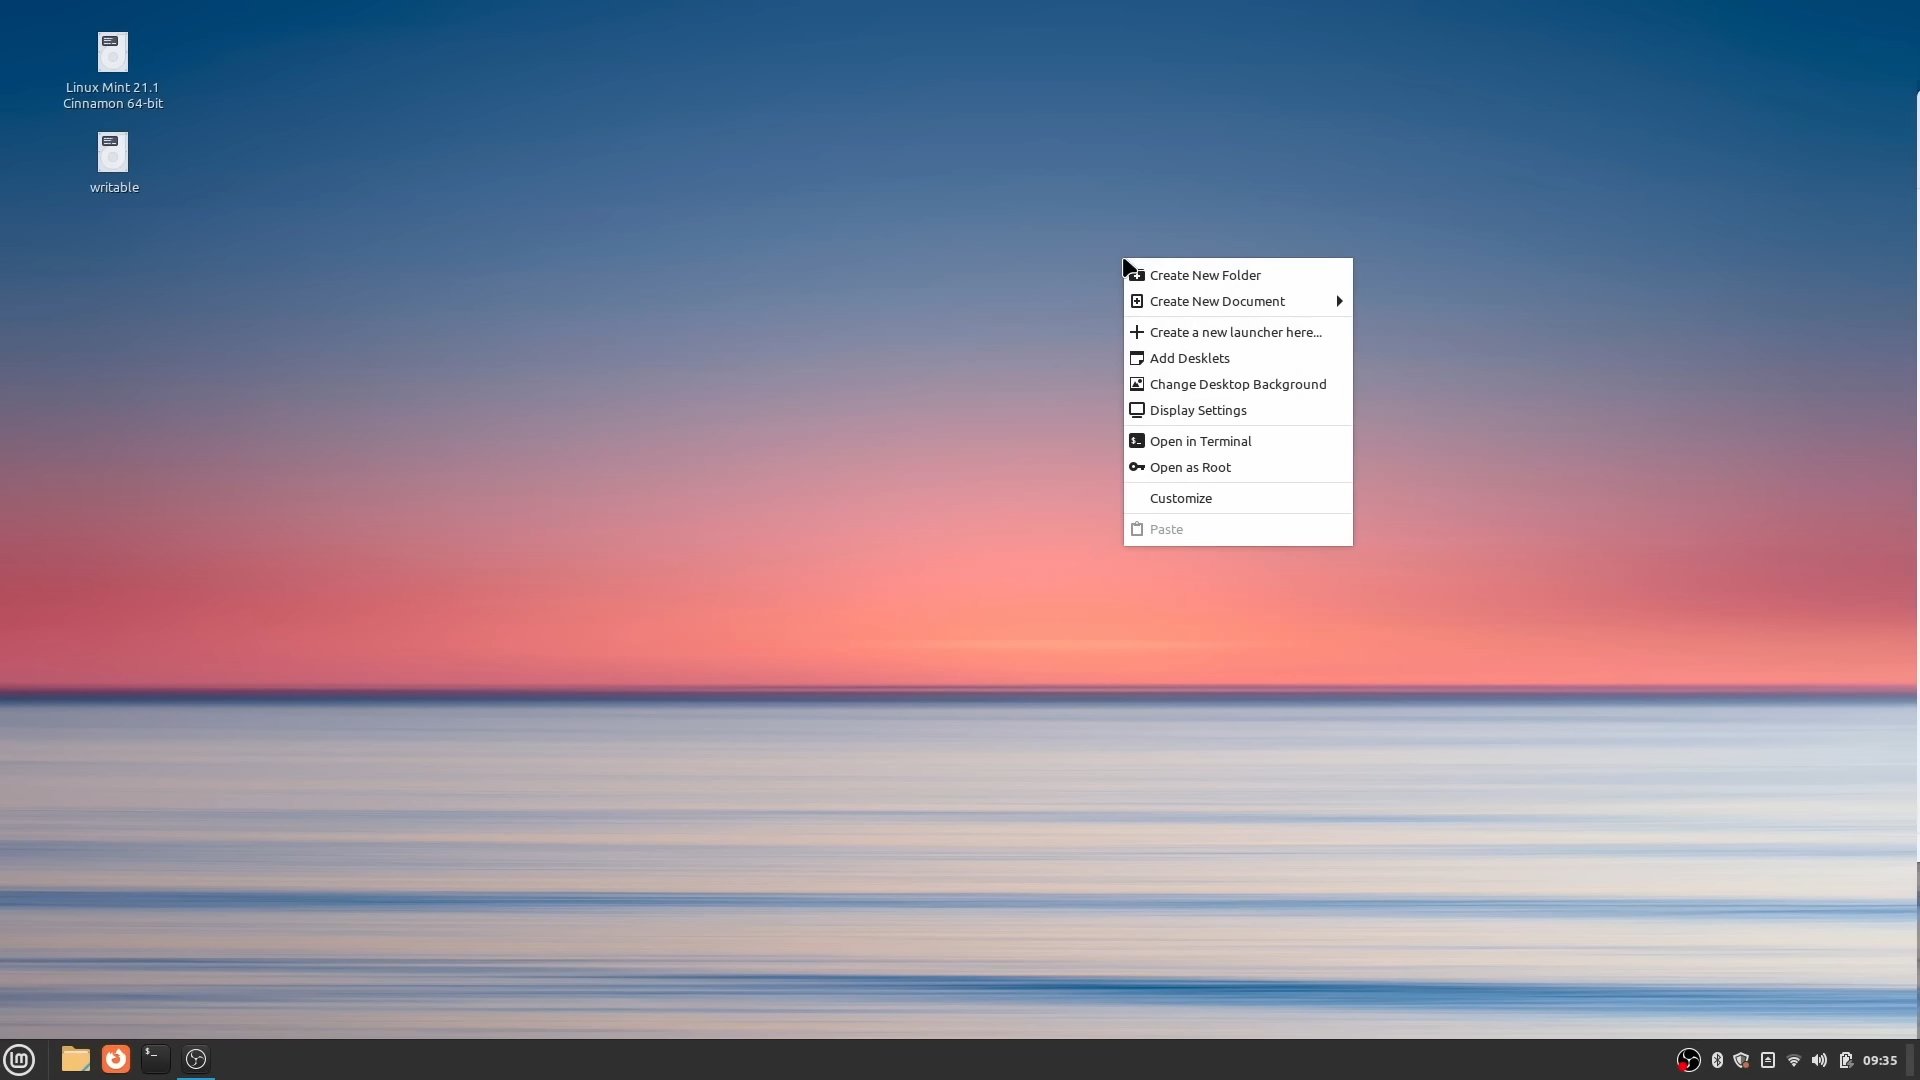 Linux Mint 21.1
Cinnamon 64-bit
writable
Create New Folder
Create New Document
Create a new launcher here...
Add Desklets
Change Desktop Background
Display Settings
Open in Terminal
Open as Root
Customize
Paste
09:35